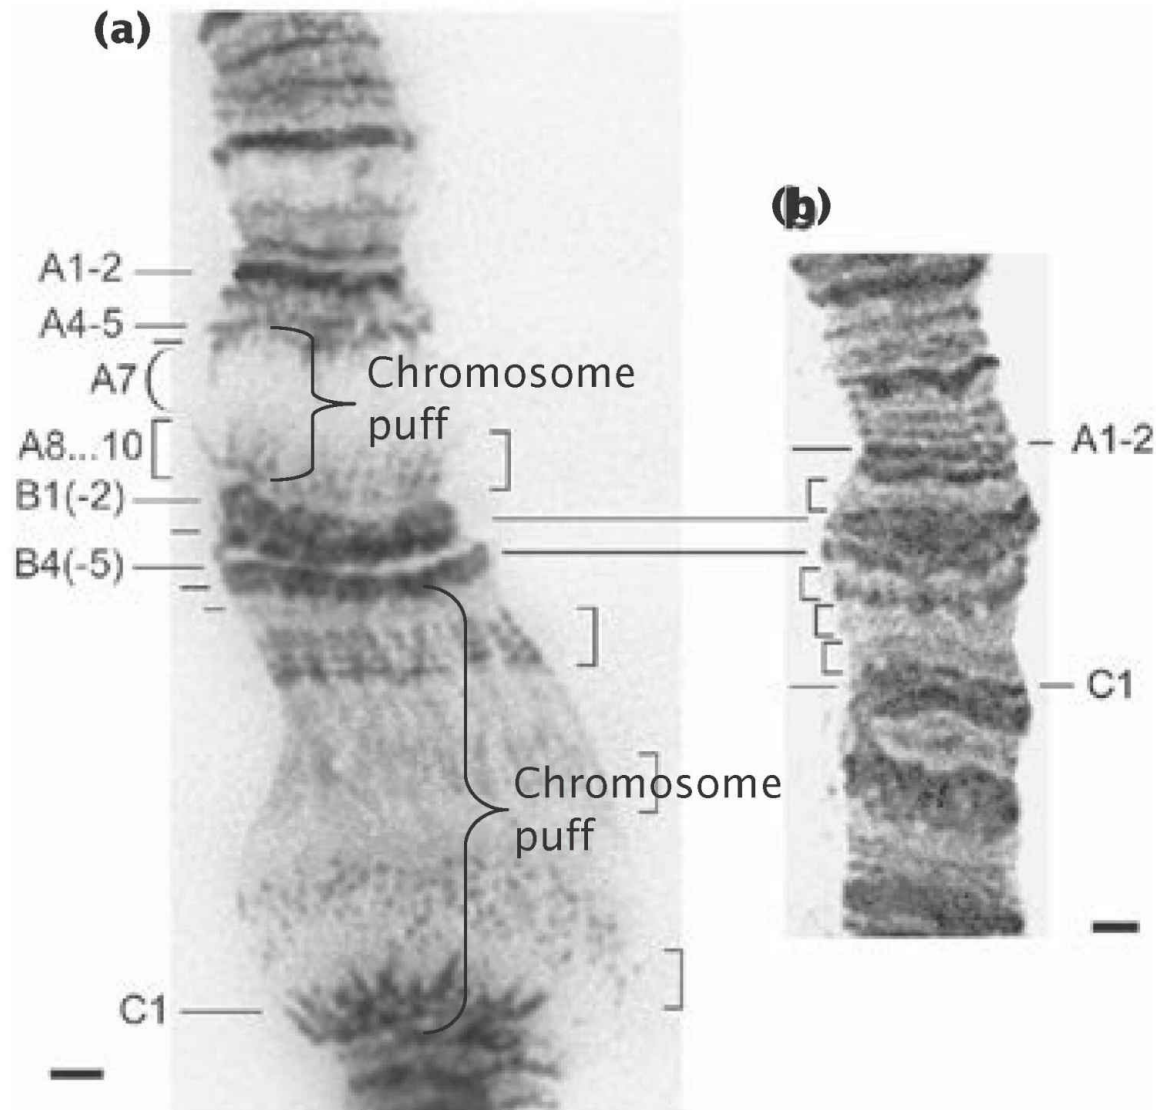 (a)
(b)
A1-2
A4-5
A7
A8...10
B1(-2)
B4(-5)
C1
Chromosome
puff
Chromosome
puff
A1-2
C1